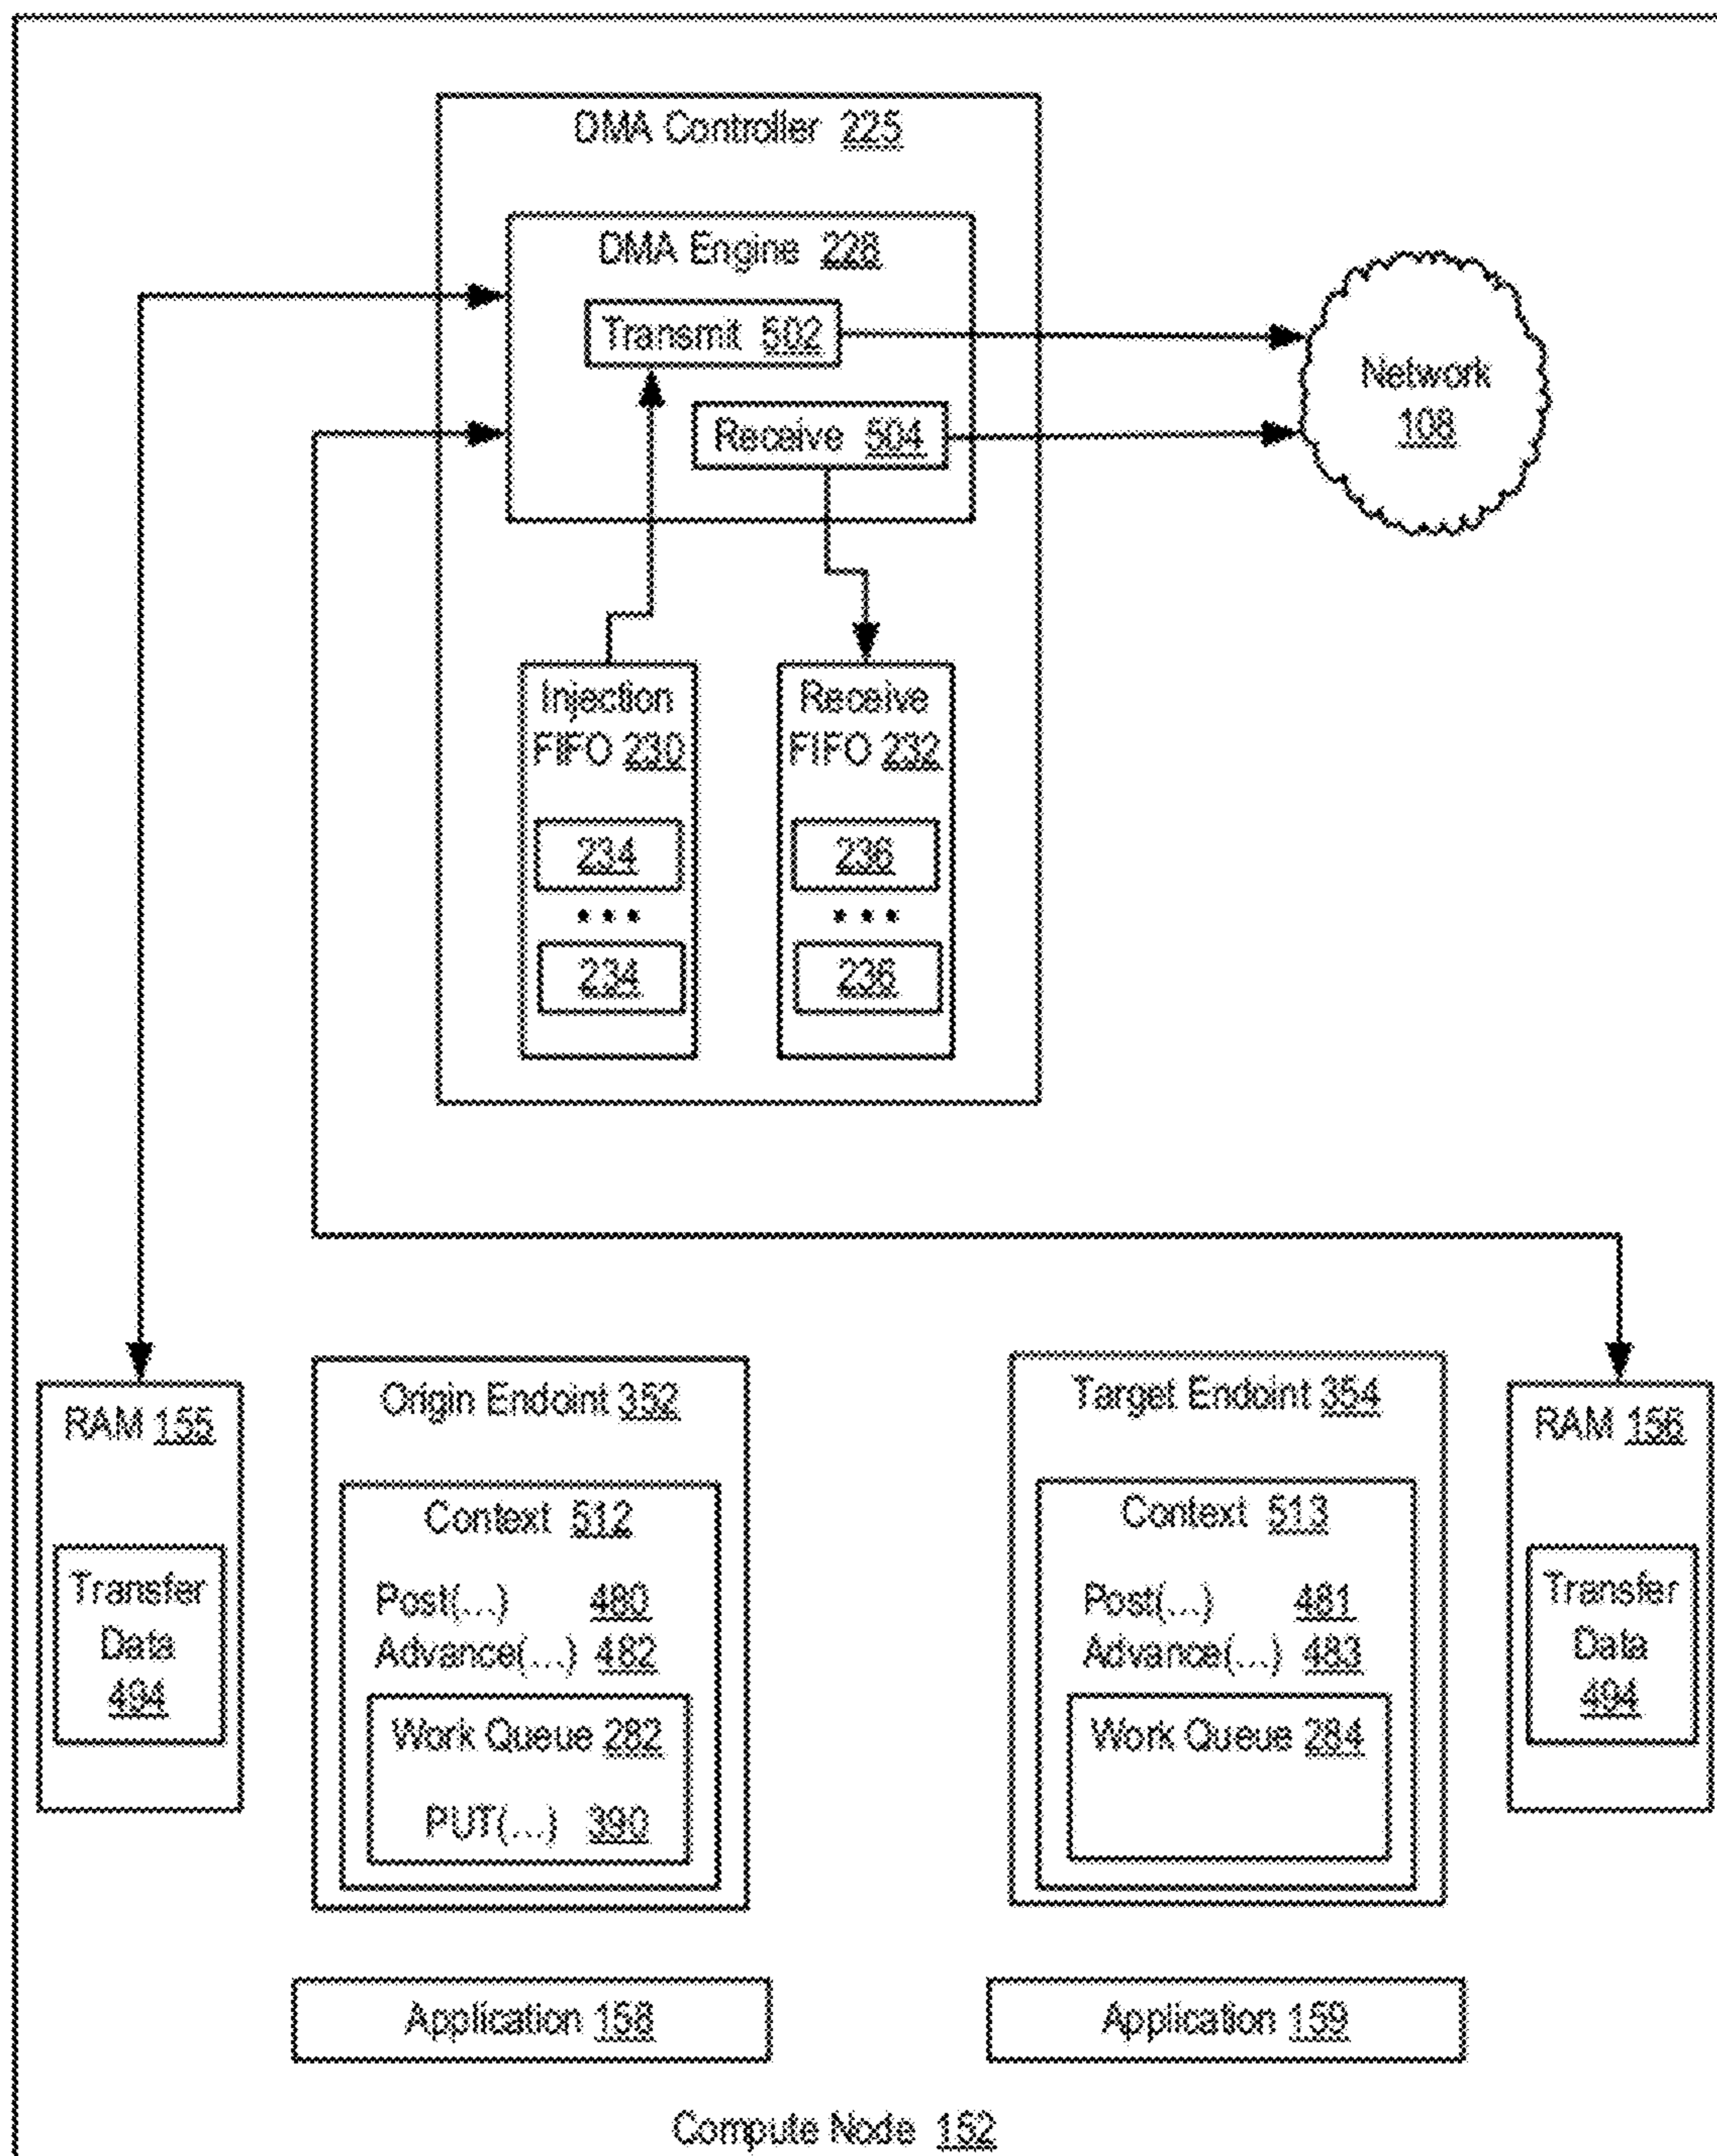 DMA Controller 225
DMA Engine 228
Transmit 502
Receive 504
Network
108
Injection
FIFO 230
234
• • •
234
Receive
FIFO 232
236
• • •
236
RAM 155
Transfer
Data
494
Origin Endoint 352
Context 512
Post(...) 480
Advance(...) 482
Work Queue 282
PUT(...) 390
Target Endoint 354
Context 513
Post(...) 481
Advance(...) 483
Work Queue 284
RAM 156
Transfer
Data
494
Application 158
Application 159
Compute Node 152